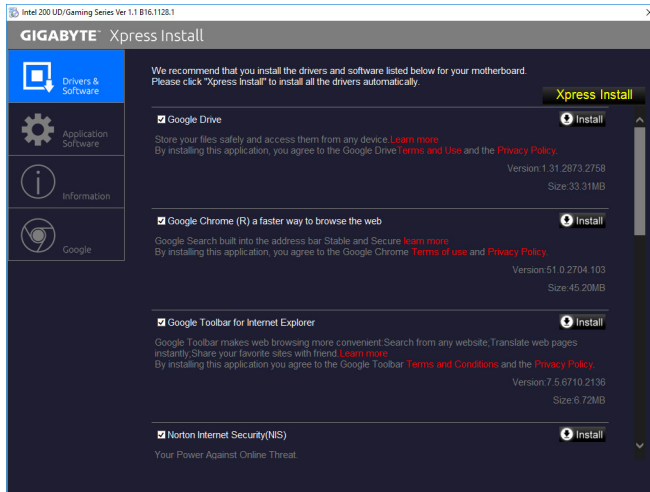 Intel 200 UD/Gaming Series Ver 1.1 B16.1128.1
GIGABYTE™ Xpress Install
Drivers &
Software
Application
Software
Information
Google
We recommend that you install the drivers and software listed below for your motherboard.
Please click "Xpress Install" to install all the drivers automatically.
Xpress Install
Google Drive
Install
Store your files safely and access them from any device.Learn more
By installing this application, you agree to the Google DriveTerms and Use and the Privacy Policy.
Version:1.31.2873.2758
Size:33.31MB
Google Chrome (R) a faster way to browse the web
Install
Google Search built into the address bar Stable and Secure learn more
By installing this application, you agree to the Google Chrome Terms of use and Privacy Policy.
Version:51.0.2704.103
Size:45.20MB
Google Toolbar for Internet Explorer
Install
Google Toolbar makes web browsing more convenient:Search from any website;Translate web pages
instantly;Share your favorite sites with friend.Learn more
By installing this application you agree to the Google Toolbar Terms and Conditions and the Privacy Policy.
Version:7.5.6710.2136
Size:6.72MB
Norton Internet Security(NIS)
Install
Your Power Against Online Threat.